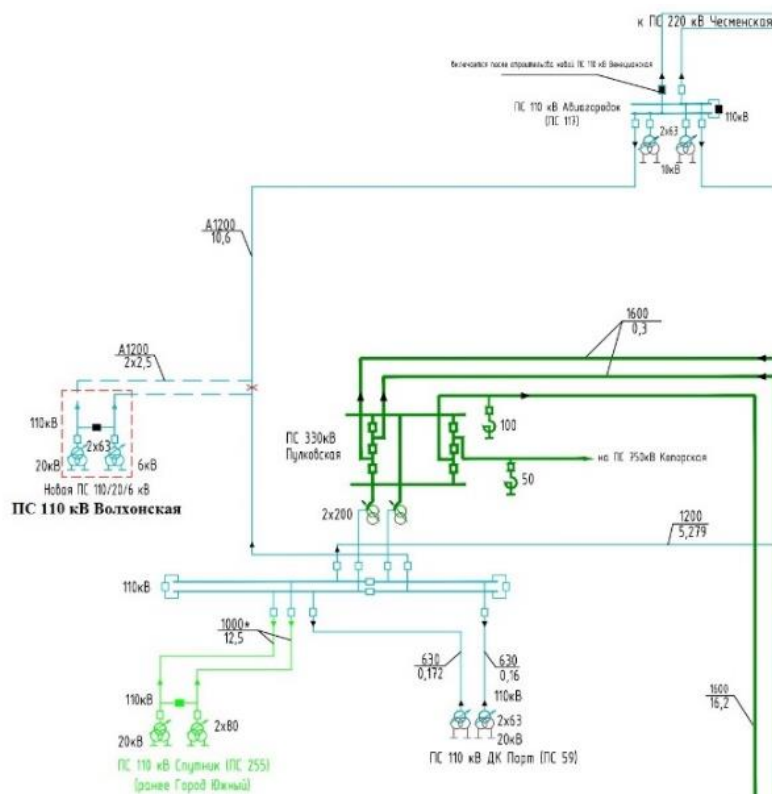 к ПС 220 кВ Чесменская
включается после строительства новой ПС 110 кВ Венецианская
ПС 110 кВ Авиагородок
(ПС 117)
110кВ
2х63
10кВ
А1200
10,6
1600
0,3
А1200
2х2,5
110кВ
2х63
20кВ
6кВ
Новая ПС 110/20/6 кВ
ПС 110 кВ Волхонская
ПС 330кВ
Пулковская
100
на ПС 750кВ Копорская
50
2х200
1200
5,279
110кВ
1000*
12,5
630
0,172
630
0,16
1600
16,2
110кВ
110кВ
2х80
2х63
20кВ
20кВ
ПС 110 кВ Спутник (ПС 255)
(ранее Город Южный)
ПС 110 кВ ДК Порт (ПС 59)